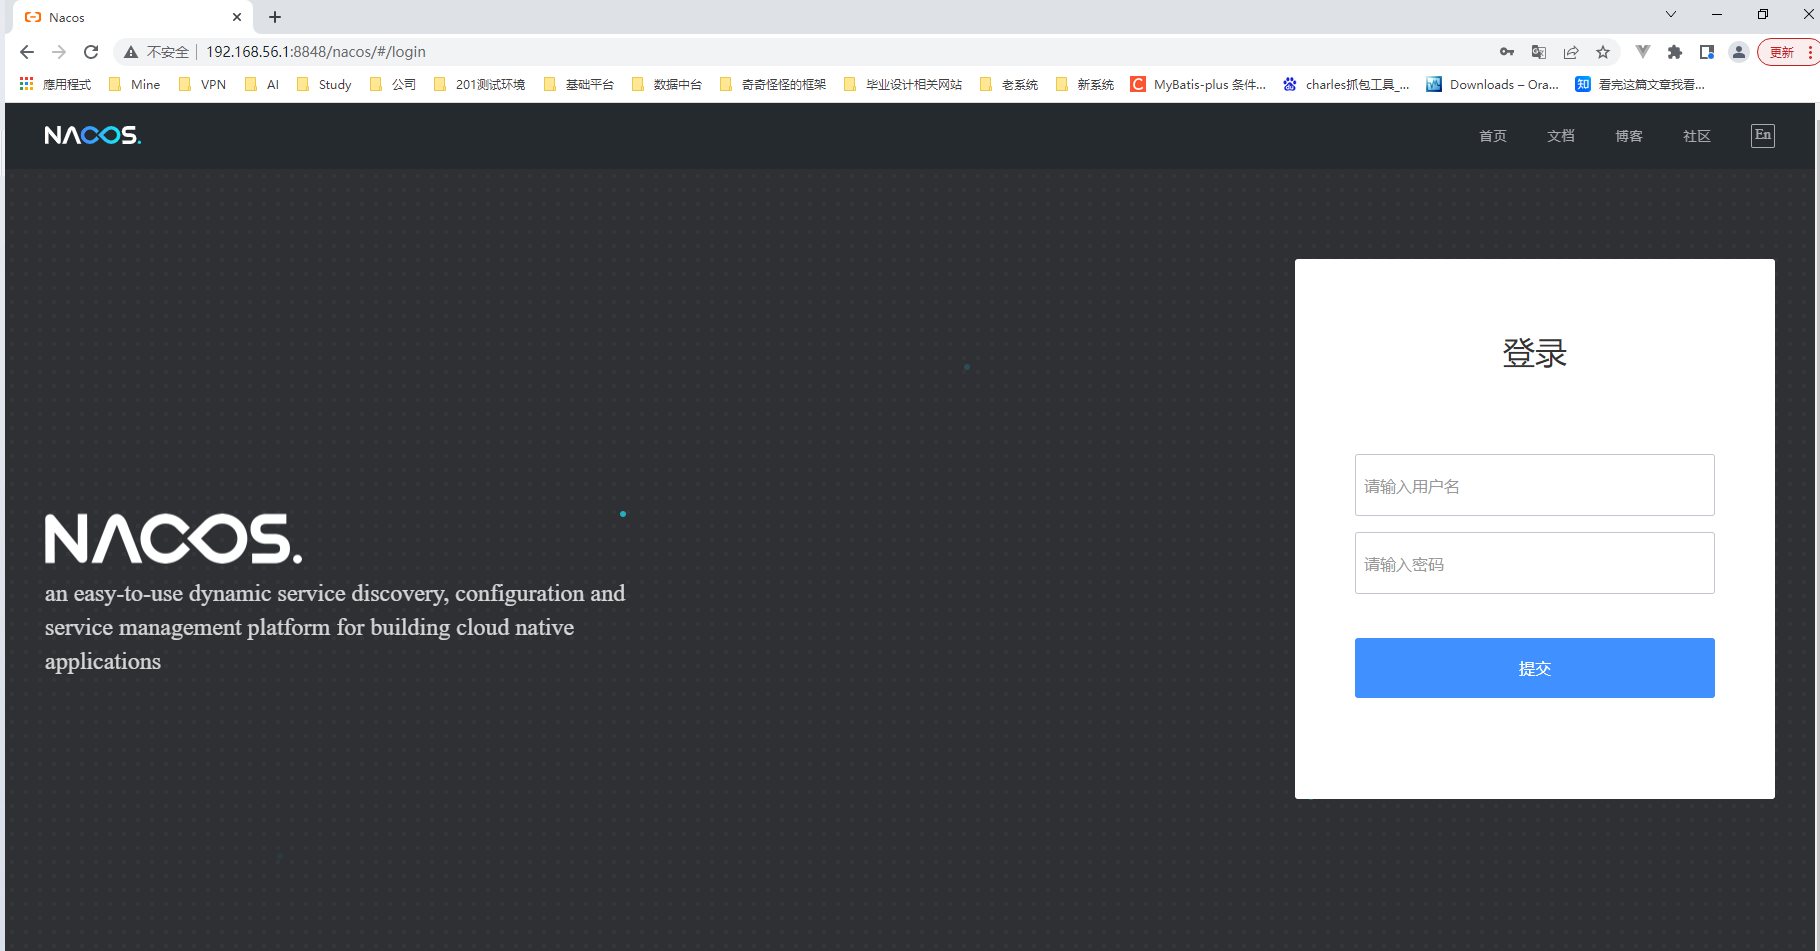 Nacos
不安全
192.168.56.1:8848/nacos/#/login
更新
應用程式
Mine
VPN
AI
Study
公司
201测试环境
基础平台
数据中台
奇奇怪怪的框架
毕业设计相关网站
老系统
新系统
C
MyBatis-plus 条件...
charles抓包工具_...
Downloads – Ora...
知
看完这篇文章我看...
NACOS.
首页
文档
博客
社区
En
登录
请输入用户名
请输入密码
提交
NACOS.
an easy-to-use dynamic service discovery, configuration and
service management platform for building cloud native
applications